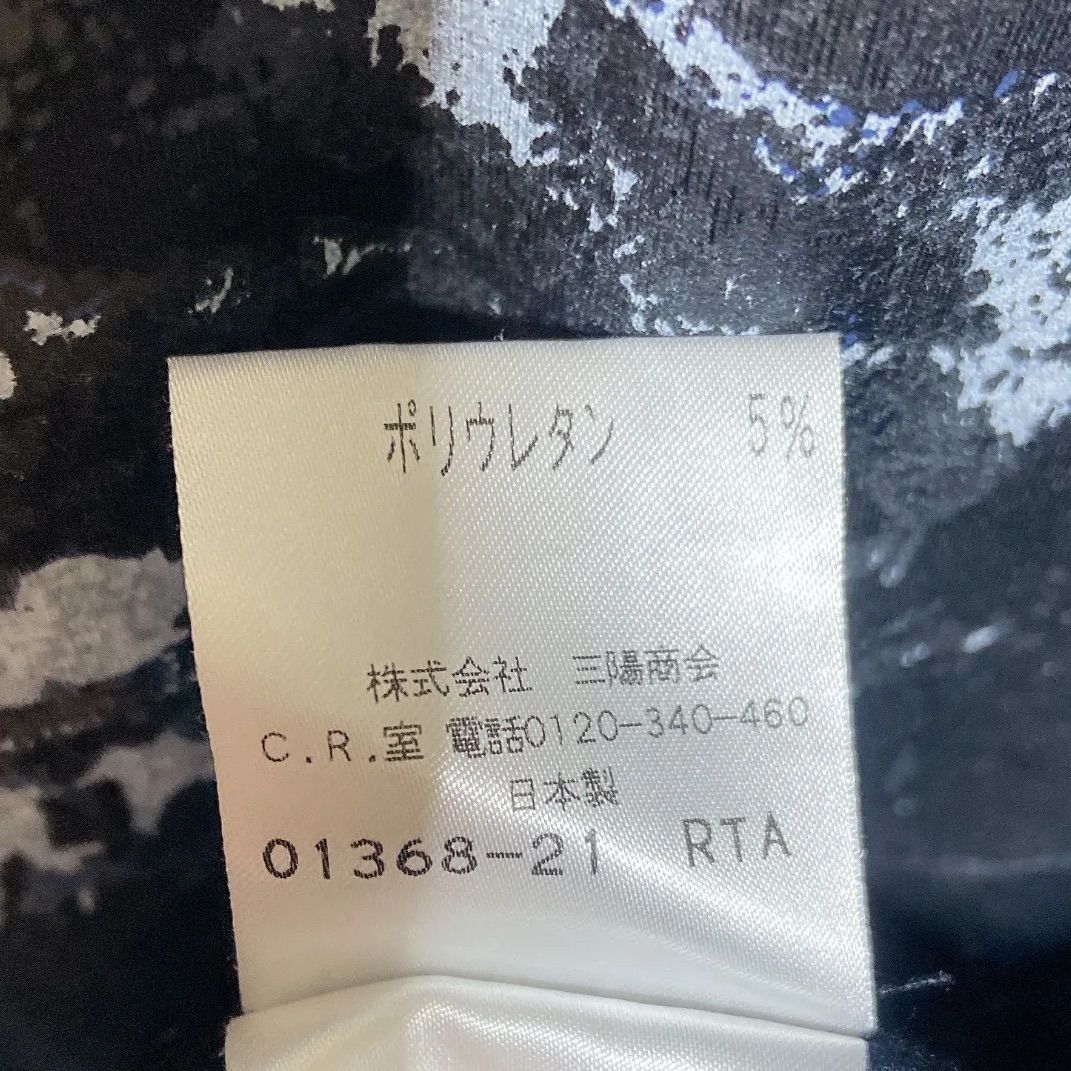 ポリウレタン 5%
株式会社 三陽商会
C.R.室 電話0120-340-460
日本製
01368-21 RTA